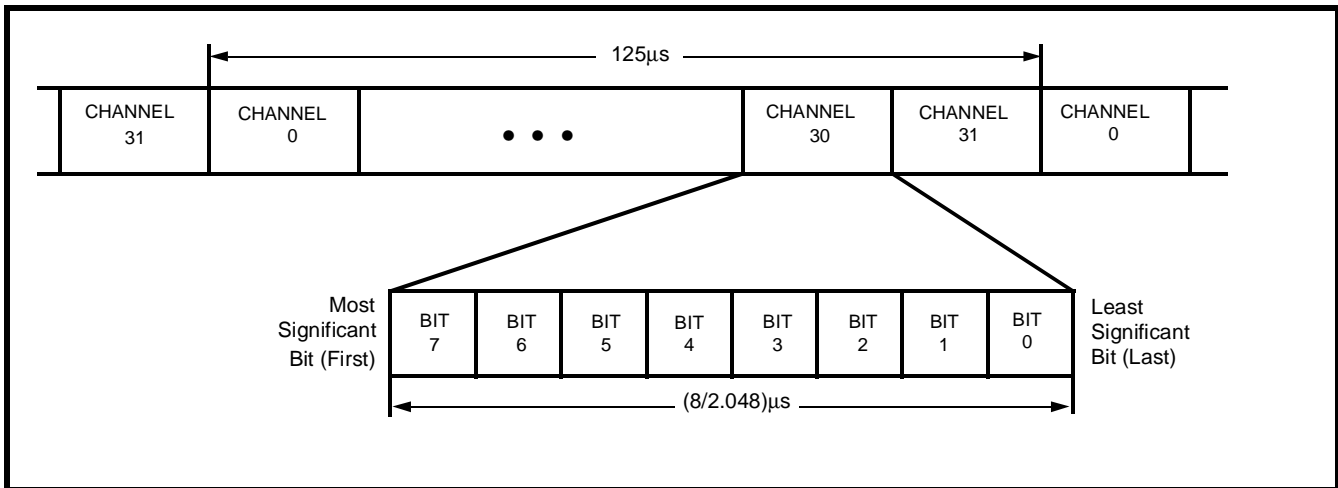 125μs
CHANNEL
31
CHANNEL
0
• • •
CHANNEL
30
CHANNEL
31
CHANNEL
0
Most
Significant
Bit (First)
BIT
7
BIT
6
BIT
5
BIT
4
BIT
3
BIT
2
BIT
1
BIT
0
Least
Significant
Bit (Last)
(8/2.048)μs